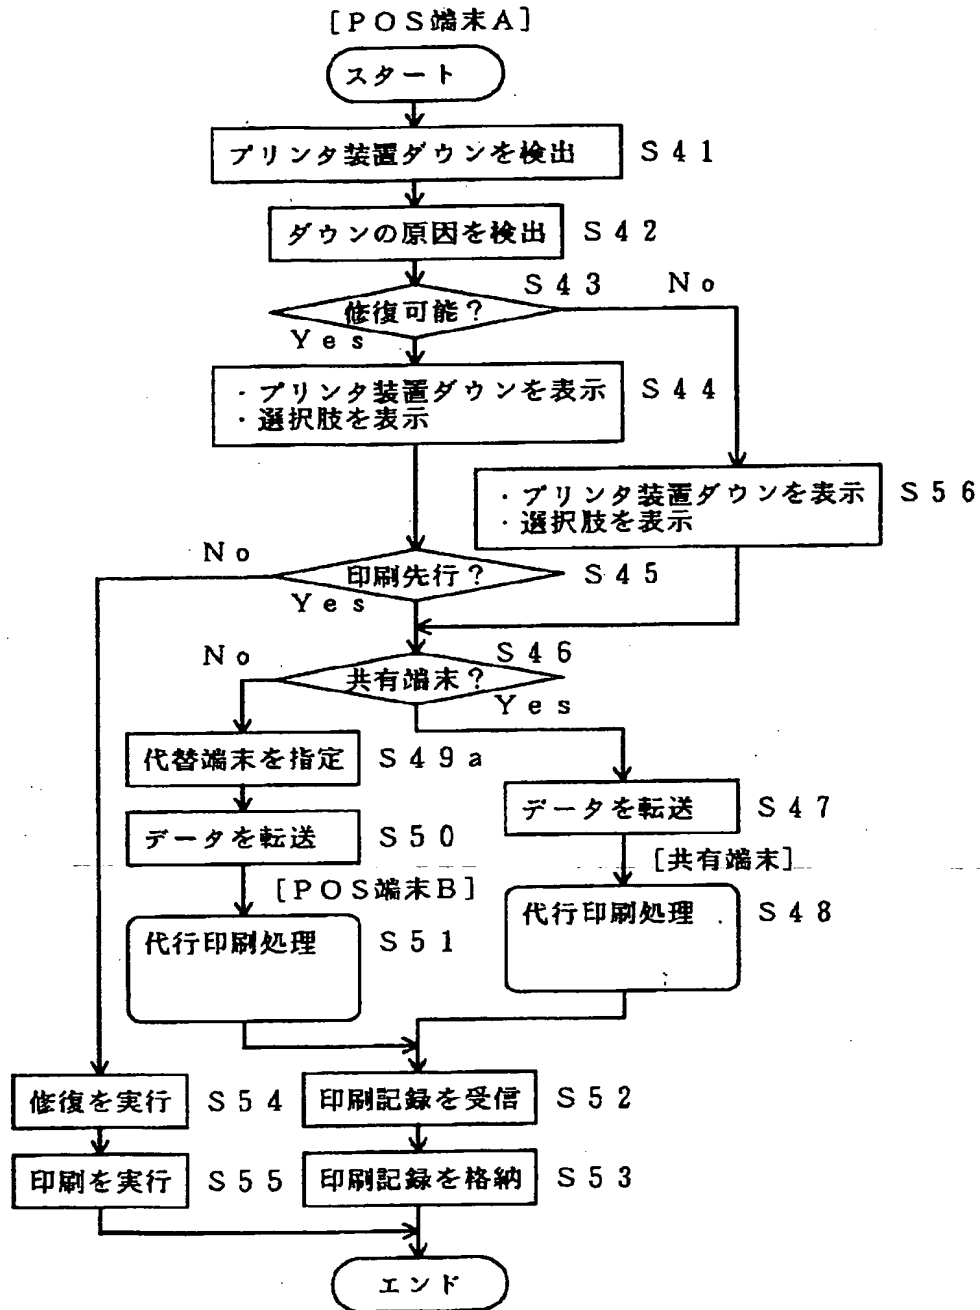 ［ＰＯＳ端末Ａ］
スタート
プリンタ装置ダウンを検出 Ｓ４１
ダウンの原因を検出 Ｓ４２
Ｓ４３ Ｎｏ
修復可能？
Ｙｅｓ
・プリンタ装置ダウンを表示 Ｓ４４
・選択肢を表示
・プリンタ装置ダウンを表示 Ｓ５６
・選択肢を表示
Ｎｏ
印刷先行？ Ｓ４５
Ｙｅｓ
Ｎｏ Ｓ４６
共有端末？
Ｙｅｓ
代替端末を指定 Ｓ４９ａ
データを転送 Ｓ４７
データを転送 Ｓ５０
［共有端末］
［ＰＯＳ端末Ｂ］
代行印刷処理 Ｓ４８
代行印刷処理 Ｓ５１
修復を実行 Ｓ５４ 印刷記録を受信 Ｓ５２
印刷を実行 Ｓ５５ 印刷記録を格納 Ｓ５３
エンド